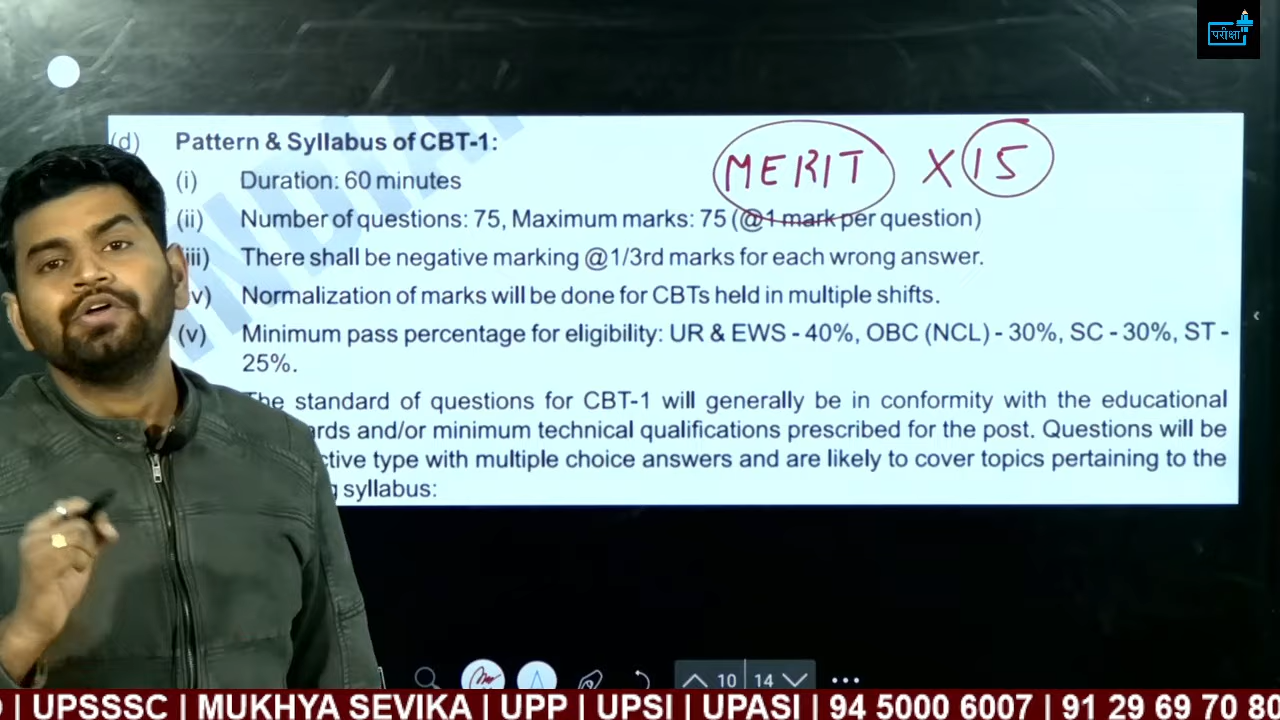 परीक्षा
(d) Pattern & Syllabus of CBT-1:
MERIT X 15
(i) Duration: 60 minutes
(ii) Number of questions: 75, Maximum marks: 75 (@1 mark per question)
iii) There shall be negative marking @1/3rd marks for each wrong answer.
v) Normalization of marks will be done for CBTs held in multiple shifts.
(v) Minimum pass percentage for eligibility: UR & EWS - 40%, OBC (NCL) - 30%, SC - 30%, ST -
25%.
The standard of questions for CBT-1 will generally be in conformity with the educational
and/or minimum technical qualifications prescribed for the post. Questions will be
type with multiple choice answers and are likely to cover topics pertaining to the
syllabus:
10 14
| UPSSSC | MUKHYA SEVIKA | UPP | UPSI | UPASI | 94 5000 6007 | 91 29 69 70 80